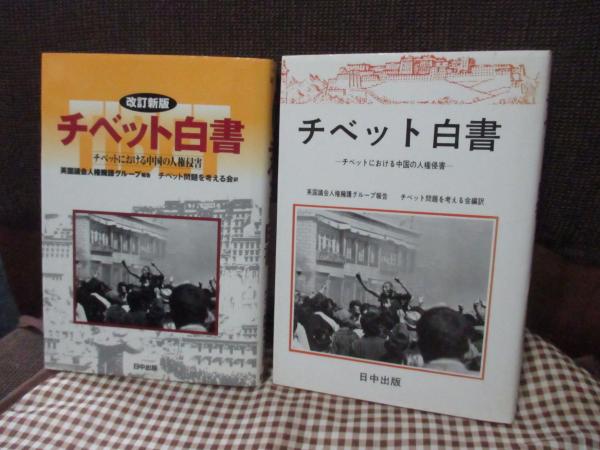 改訂新版
チベット白書
チベットにおける中国の人権侵害
英国議会人権擁護グループ報告 チベット問題を考える会訳
日中出版
チベット白書
―チベットにおける中国の人権侵害―
英国議会人権擁護グループ報告 チベット問題を考える会編訳
日中出版